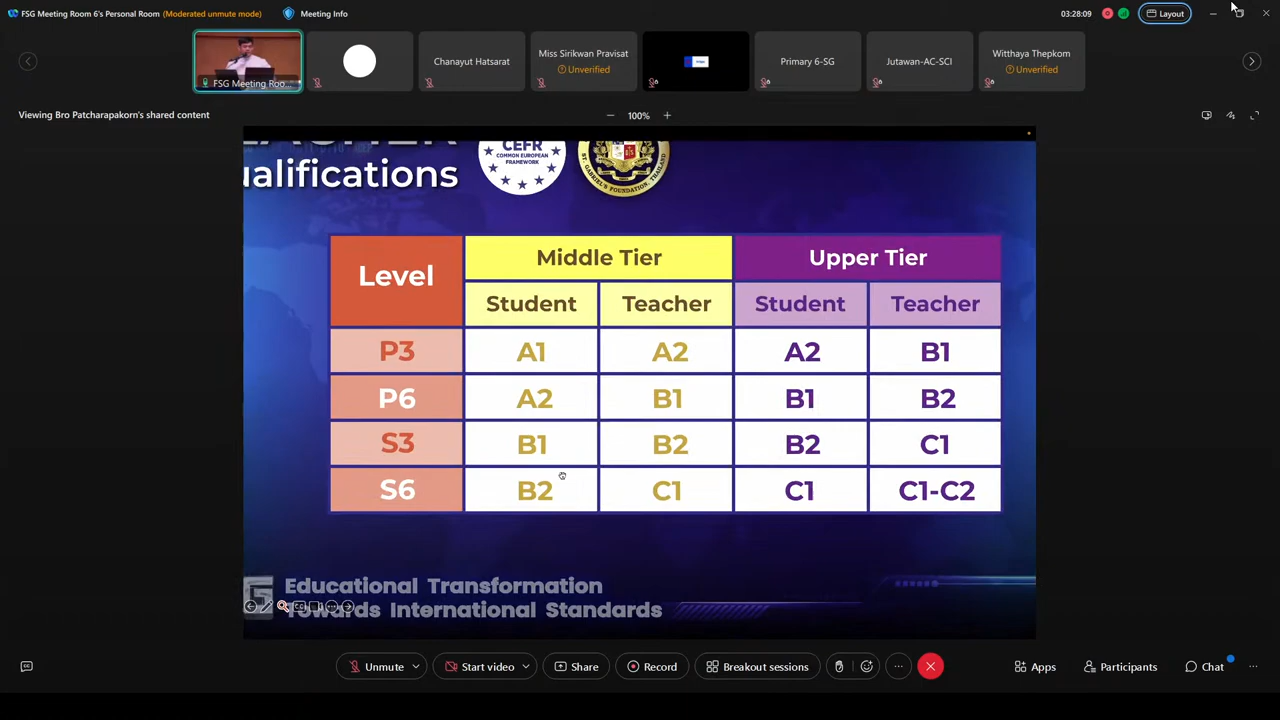 FSG Meeting Room 6's Personal Room (Moderated unmute mode) Meeting Info 03:28:09 Layout
FSG Meeting Roo...
Chanayut Hatsarat
Miss Sirikwan Pravisat
Unverified
Primary 6-SG
Jutawan-AC-SCI
Witthaya Thepkom
Unverified
Viewing Bro Patcharapakorn's shared content
100%
ualifications
CEFR
COMMON EUROPEAN
FRAMEWORK
ST. GABRIEL'S FOUNDATION, THAILAND
Level Middle Tier Upper Tier
Student Teacher Student Teacher
P3 A1 A2 A2 B1
P6 A2 B1 B1 B2
S3 B1 B2 B2 C1
S6 B2 C1 C1 C1-C2
Educational Transformation
Towards International Standards
Unmute Start video Share Record Breakout sessions Apps Participants Chat